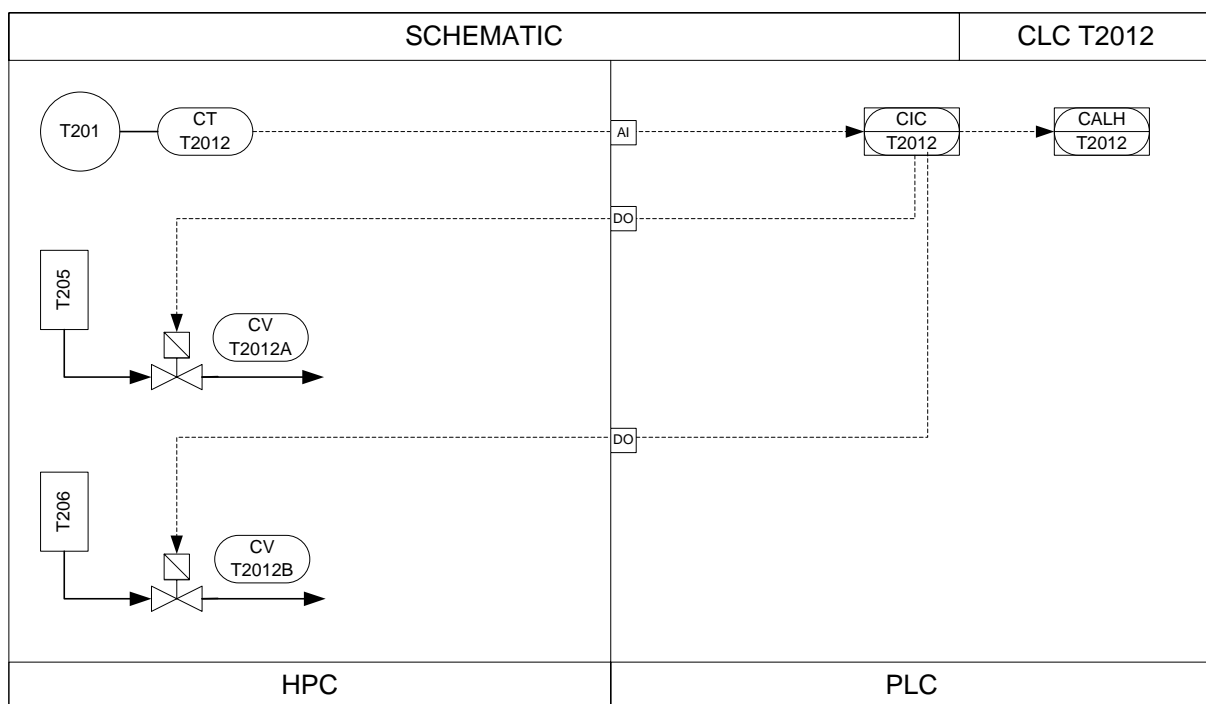 SCHEMATIC
CLC T2012
T201
CT
T2012
AI
CIC
T2012
CALH
T2012
DO
T205
CV
T2012A
DO
T206
CV
T2012B
HPC
PLC